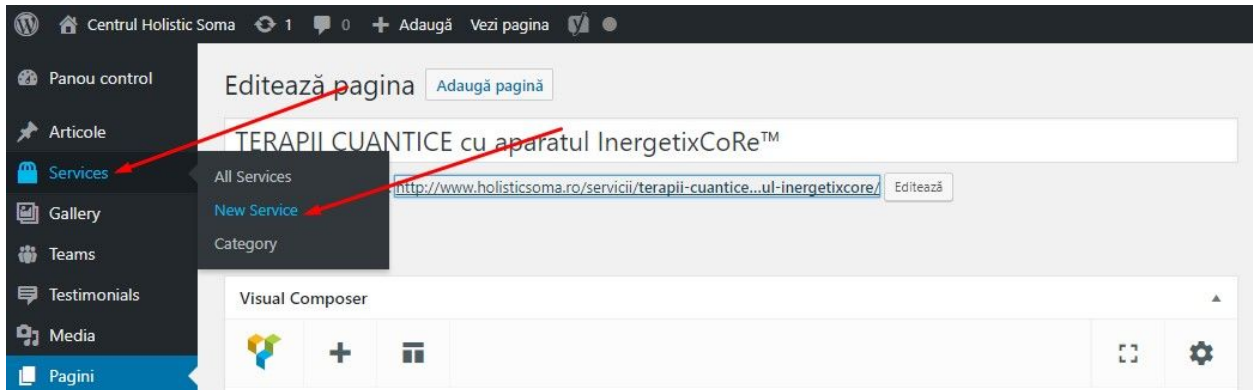 Centrul Holistic Soma 1 0 Adaugă Vezi pagina
Panou control
Editează pagina Adaugă pagină
Articole
TERAPII CUANTICE cu aparatul InergetixCoRe™
Services
All Services
http://www.holisticsoma.ro/servicii/terapii-cuantice...ul-inergetixcore/ Editează
Gallery
New Service
Teams
Category
Testimonials
Visual Composer
Media
Pagini